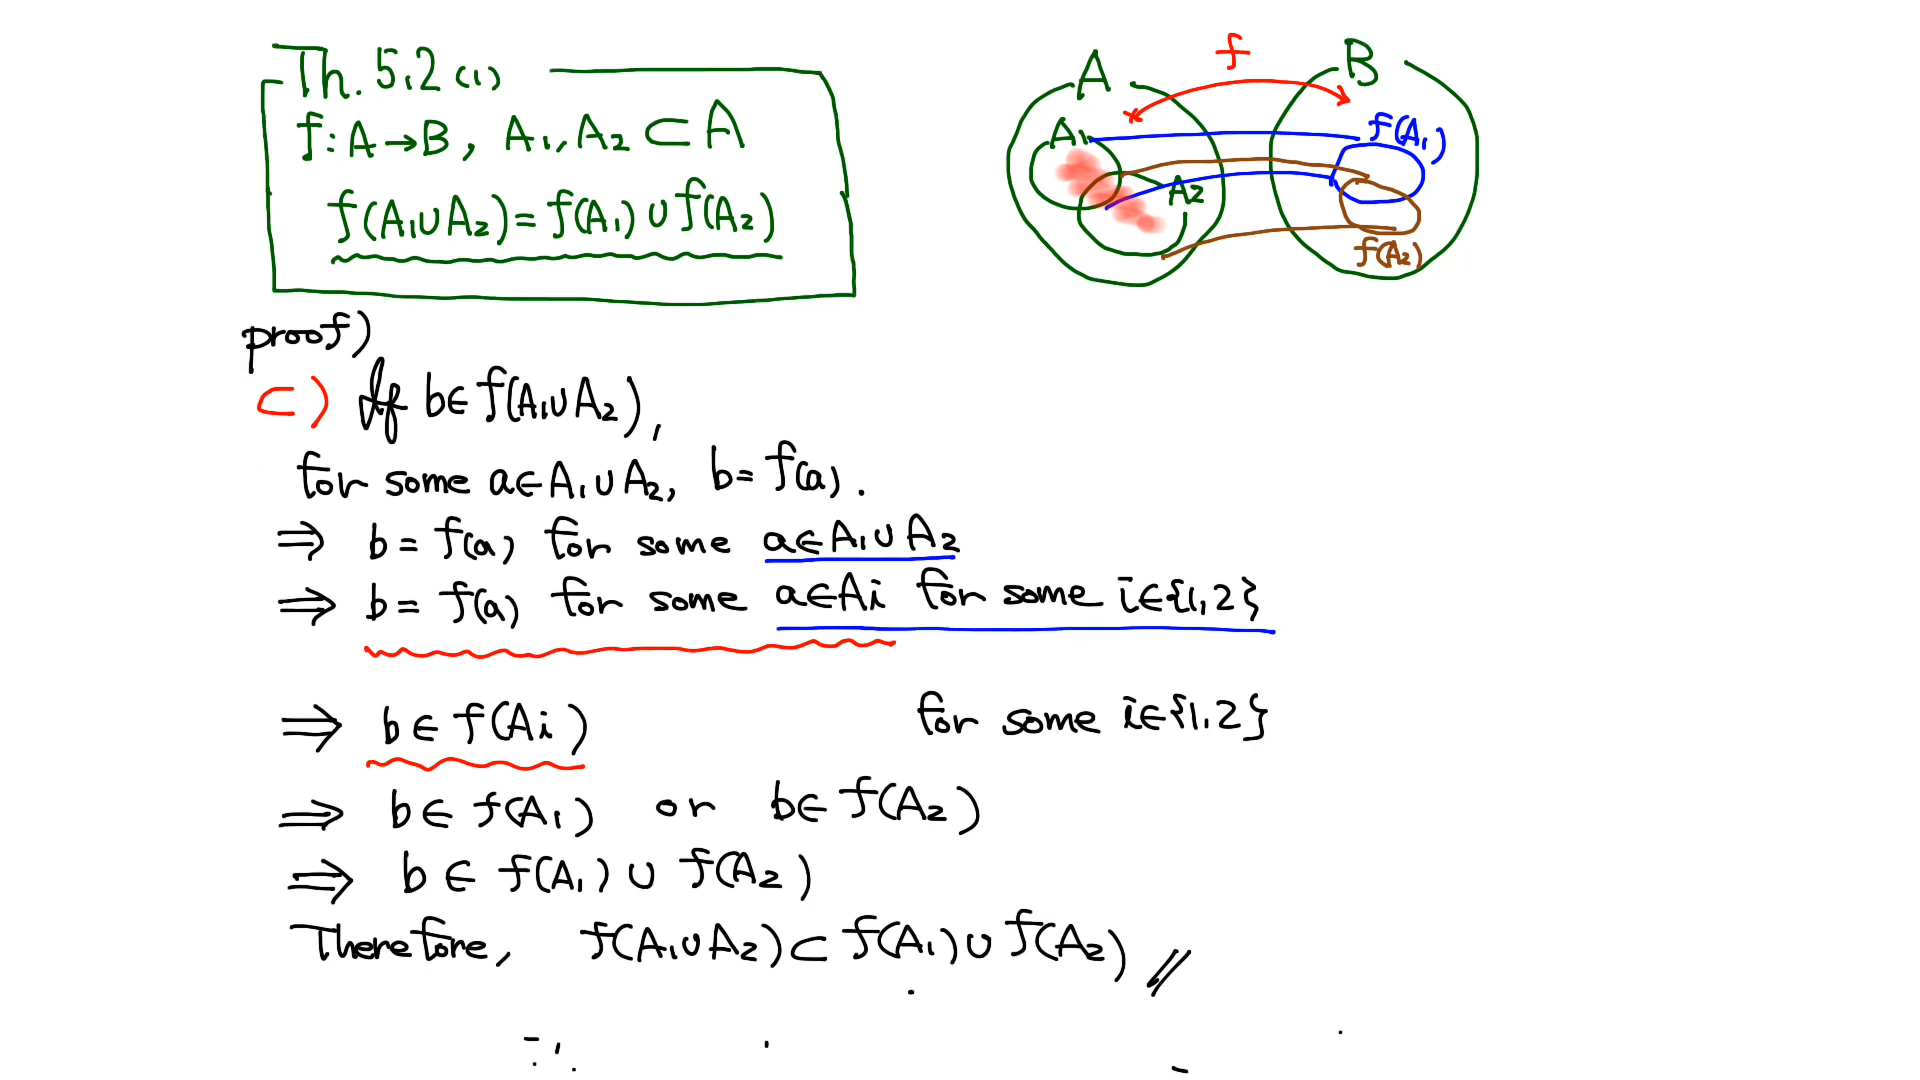 Th. 5.2 (1)
f: A → B, A₁, A₂ ⊂ A
f(A₁∪A₂) = f(A₁) ∪ f(A₂)
f
A
B
A₁
A₂
f(A₁)
f(A₂)
proof)
⊂) If b∈f(A₁∪A₂),
for some a∈A₁∪A₂, b=f(a).
⇒ b = f(a) for some a∈A₁∪A₂
⇒ b = f(a) for some a∈Ai for some i∈{1,2}
⇒ b∈f(Ai) for some i∈{1,2}
⇒ b∈f(A₁) or b∈f(A₂)
⇒ b∈f(A₁)∪f(A₂)
Therefore, f(A₁∪A₂)⊂f(A₁)∪f(A₂) //